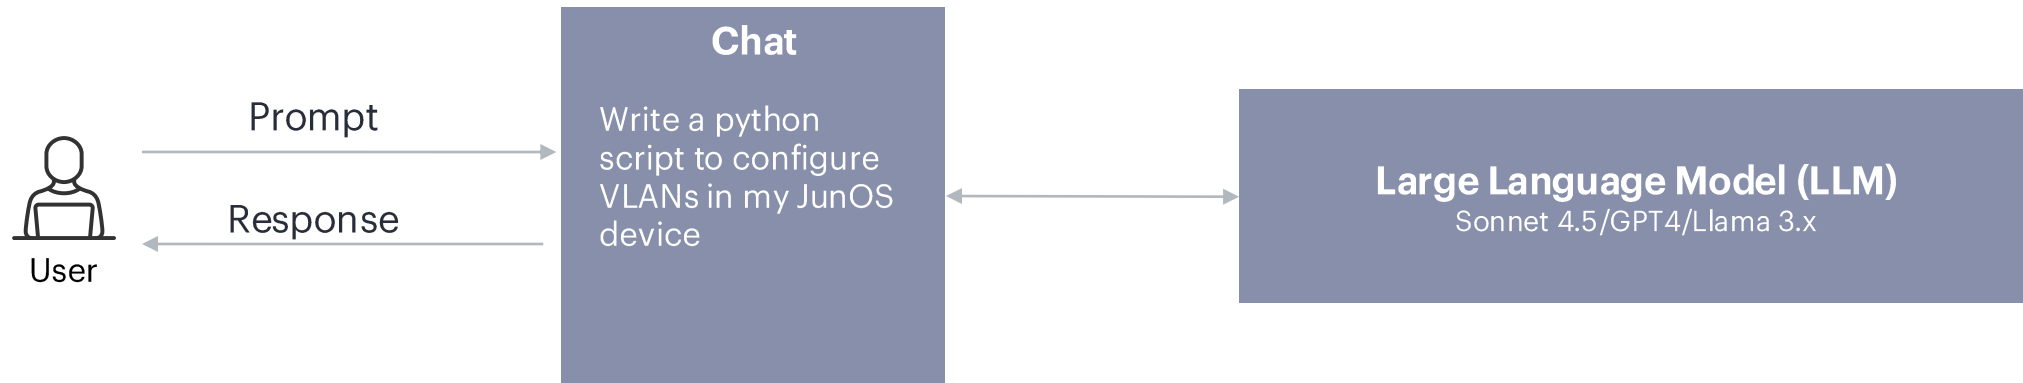 Chat
Prompt
Write a python
script to configure
VLANs in my JunOS
device
Response
User
Large Language Model (LLM)
Sonnet 4.5/GPT4/Llama 3.x